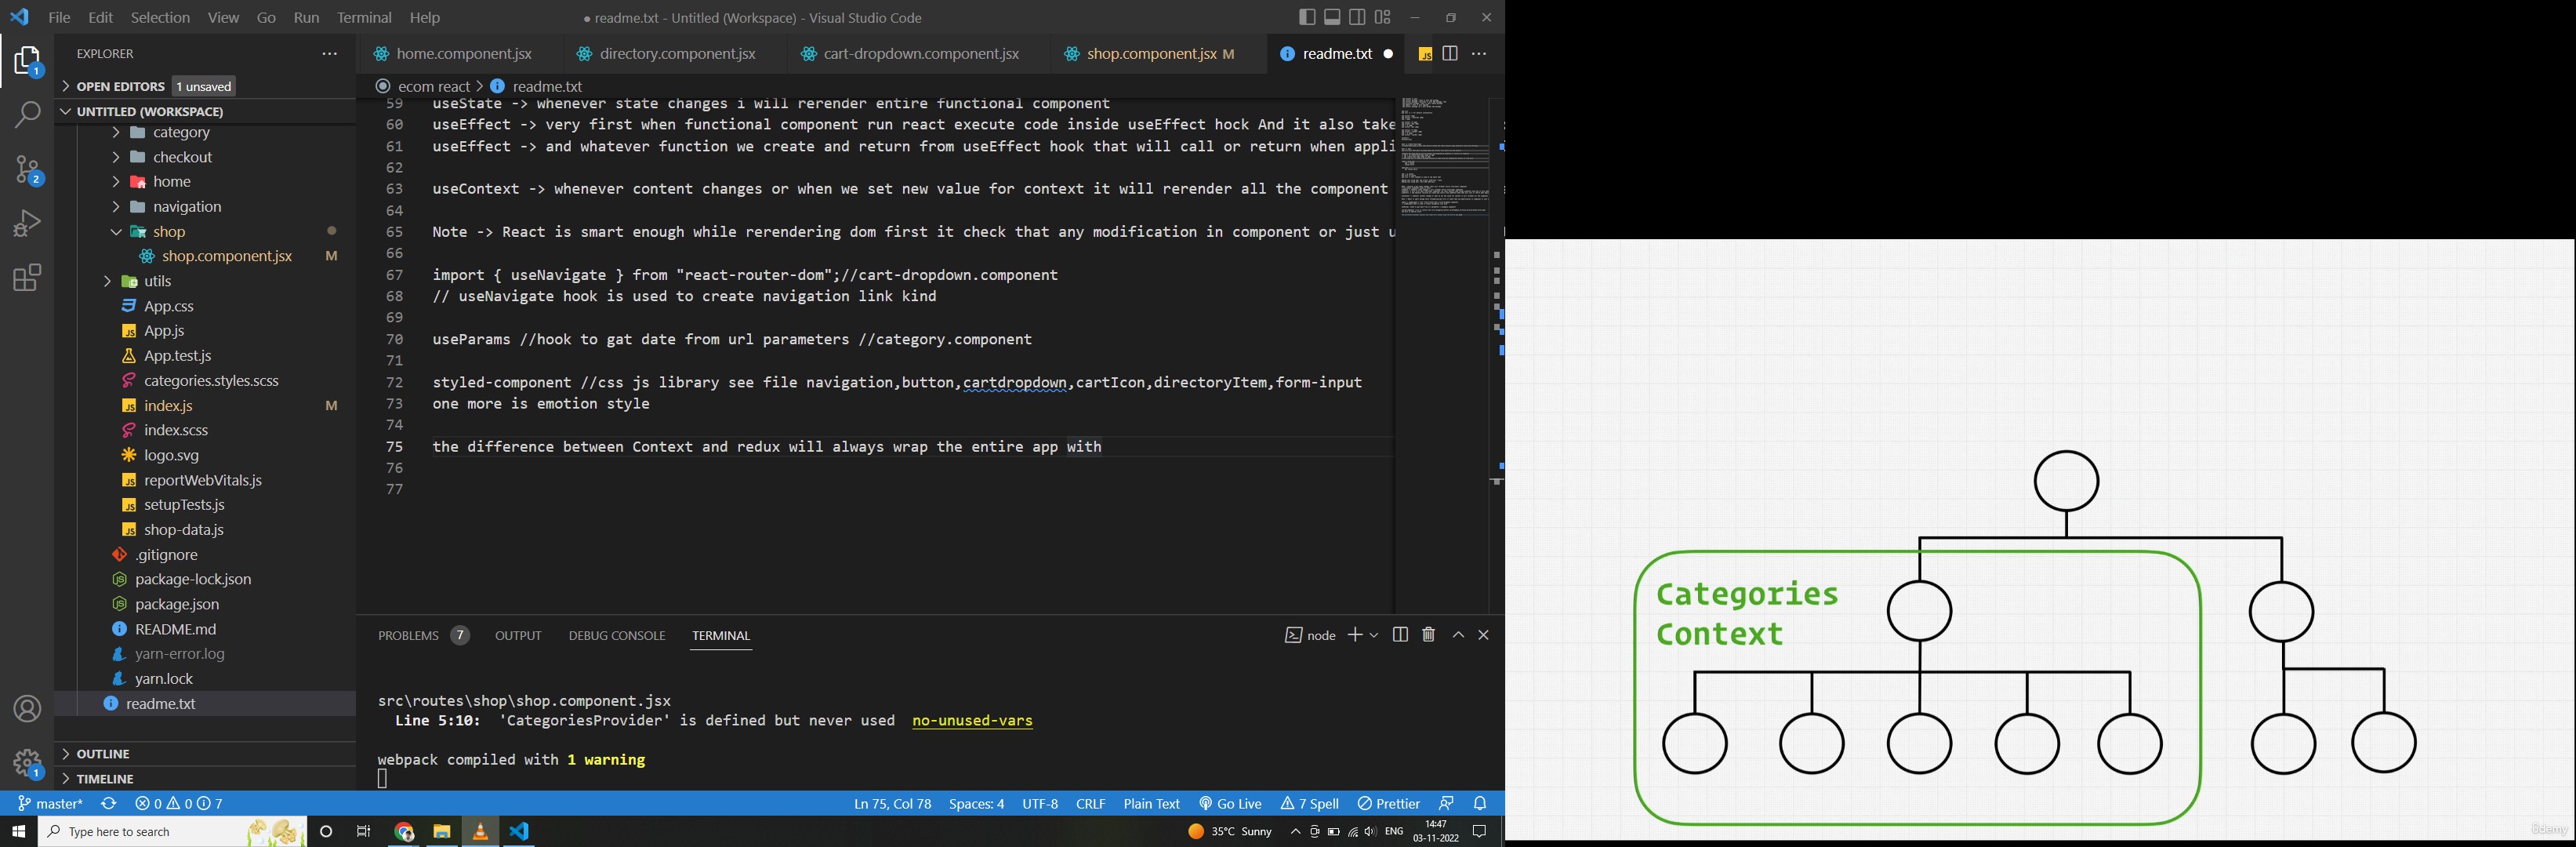 File Edit Selection View Go Run Terminal Help
● readme.txt - Untitled (Workspace) - Visual Studio Code
EXPLORER
OPEN EDITORS 1 unsaved
UNTITLED (WORKSPACE)
category
checkout
home
navigation
shop
shop.component.jsx M
utils
App.css
App.js
App.test.js
categories.styles.scss
index.js M
index.scss
logo.svg
reportWebVitals.js
setupTests.js
shop-data.js
.gitignore
package-lock.json
package.json
README.md
yarn-error.log
yarn.lock
readme.txt
OUTLINE
TIMELINE
1
2
1
home.component.jsx directory.component.jsx cart-dropdown.component.jsx shop.component.jsx M readme.txt JS
ecom react > readme.txt
59 useState -> whenever state changes i will rerender entire functional component
60 useEffect -> very first when functional component run react execute code inside useEffect hock And it also take
61 useEffect -> and whatever function we create and return from useEffect hook that will call or return when appli
62
63 useContext -> whenever content changes or when we set new value for context it will rerender all the component
64
65 Note -> React is smart enough while rerendering dom first it check that any modification in component or just u
66
67 import { useNavigate } from "react-router-dom";//cart-dropdown.component
68 // useNavigate hook is used to create navigation link kind
69
70 useParams //hook to gat date from url parameters //category.component
71
72 styled-component //css js library see file navigation,button,cartdropdown,cartIcon,directoryItem,form-input
73 one more is emotion style
74
75 the difference between Context and redux will always wrap the entire app with
76
77
PROBLEMS 7 OUTPUT DEBUG CONSOLE TERMINAL
node
src\routes\shop\shop.component.jsx
Line 5:10: 'CategoriesProvider' is defined but never used no-unused-vars
webpack compiled with 1 warning
master* 0 0 7
Ln 75, Col 78 Spaces: 4 UTF-8 CRLF Plain Text Go Live 7 Spell Prettier
Type here to search
35°C Sunny
ENG
14:47
03-11-2022
Categories
Context
ûdemy